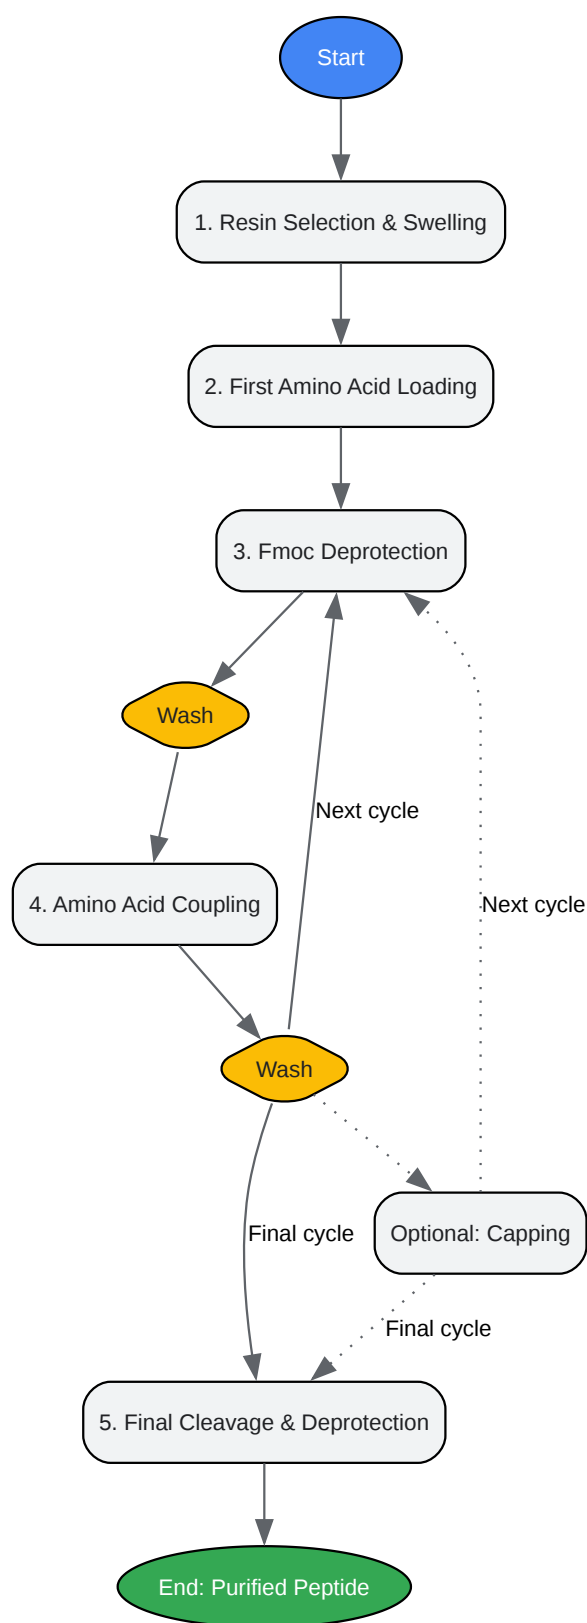 Start
1. Resin Selection & Swelling
2. First Amino Acid Loading
3. Fmoc Deprotection
Wash
Next cycle
4. Amino Acid Coupling
Next cycle
Wash
Optional: Capping
Final cycle
Final cycle
5. Final Cleavage & Deprotection
End: Purified Peptide